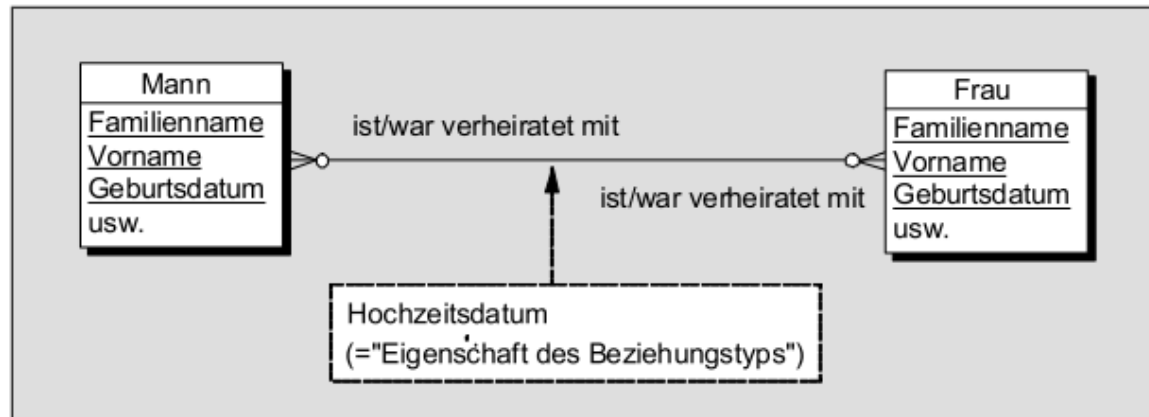 Mann
Familienname
Vorname
Geburtsdatum
usw.
ist/war verheiratet mit
ist/war verheiratet mit
Frau
Familienname
Vorname
Geburtsdatum
usw.
Hochzeitsdatum
(="Eigenschaft des Beziehungstyps")